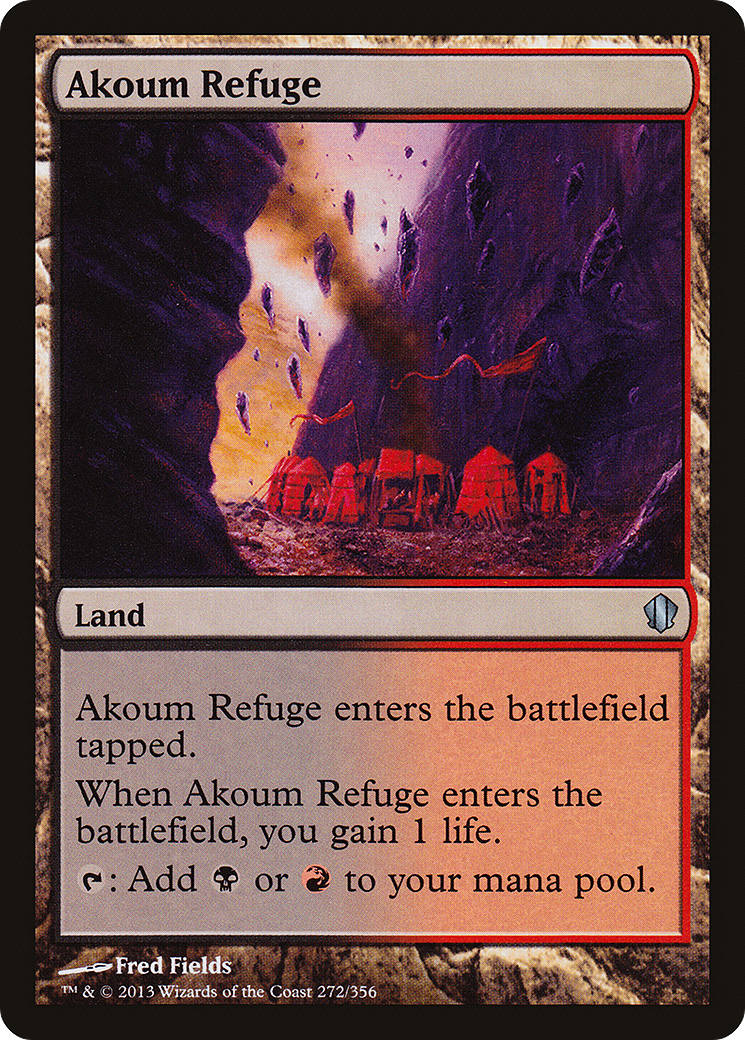 Akoum Refuge
Land
Akoum Refuge enters the battlefield
tapped.
When Akoum Refuge enters the
battlefield, you gain 1 life.
: Add or to your mana pool.
Fred Fields
™ & © 2013 Wizards of the Coast 272/356